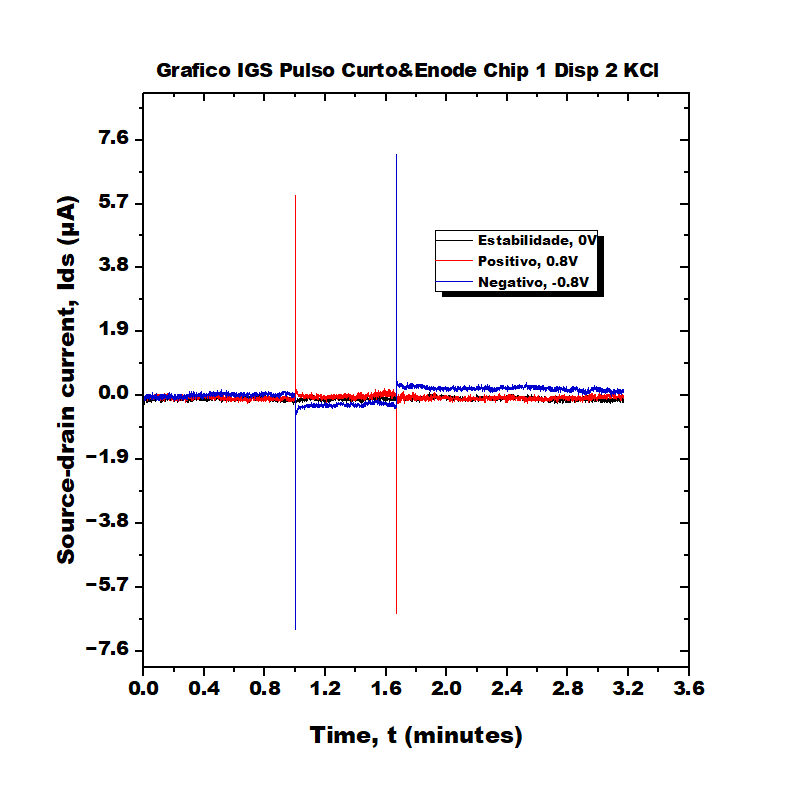 Grafico IGS Pulso Curto&Enode Chip 1 Disp 2 KCl
Source-drain current, Ids (µA)
7.6
5.7
3.8
1.9
0.0
−1.9
−3.8
−5.7
−7.6
Estabilidade, 0V
Positivo, 0.8V
Negativo, -0.8V
0.0 0.4 0.8 1.2 1.6 2.0 2.4 2.8 3.2 3.6
Time, t (minutes)